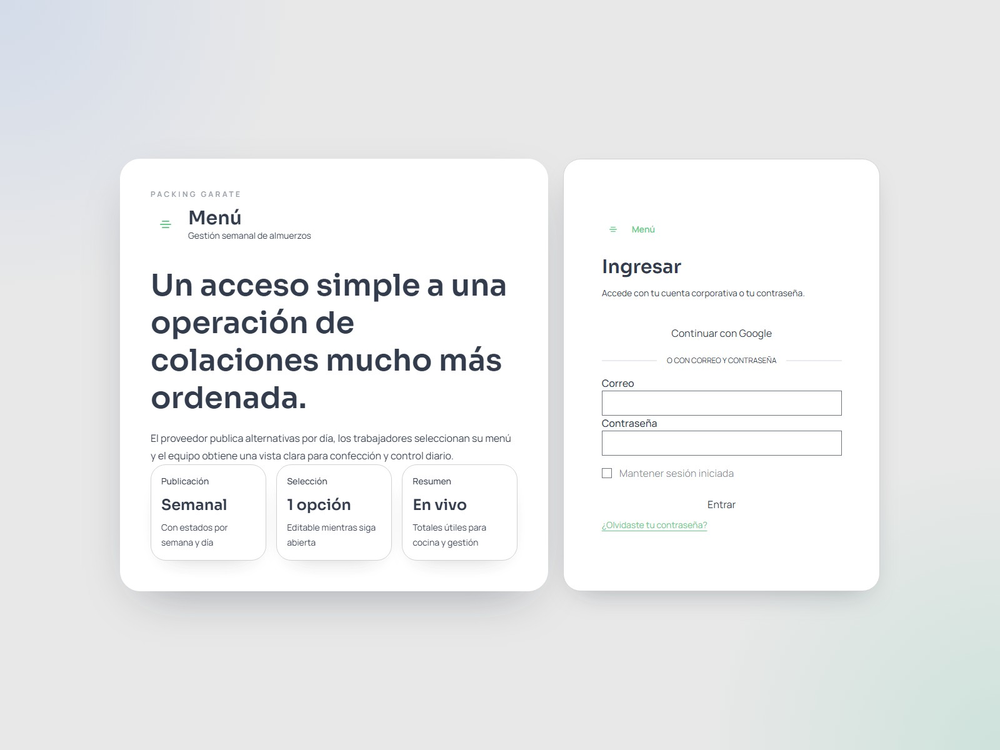 PACKING GARATE
Menú
Gestión semanal de almuerzos
Un acceso simple a una
operación de
colaciones mucho más
ordenada.
El proveedor publica alternativas por día, los trabajadores seleccionan su menú
y el equipo obtiene una vista clara para confección y control diario.
Publicación
Semanal
Con estados por
semana y día
Selección
1 opción
Editable mientras siga
abierta
Resumen
En vivo
Totales útiles para
cocina y gestión
Menú
Ingresar
Accede con tu cuenta corporativa o tu contraseña.
Continuar con Google
O CON CORREO Y CONTRASEÑA
Correo
Contraseña
Mantener sesión iniciada
Entrar
¿Olvidaste tu contraseña?